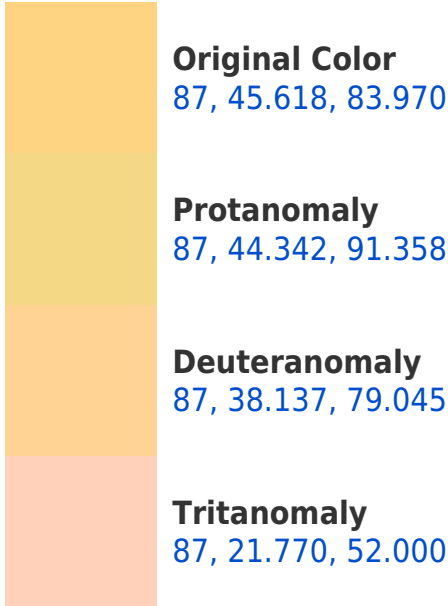 Original Color
87, 45.618, 83.970
Protanomaly
87, 44.342, 91.358
Deuteranomaly
87, 38.137, 79.045
Tritanomaly
87, 21.770, 52.000